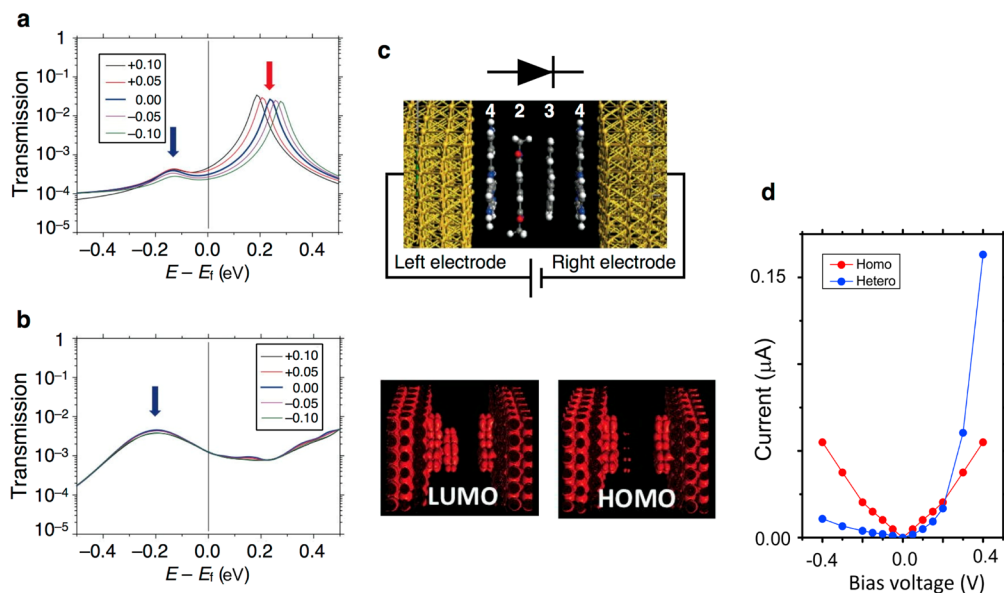 a
Transmission
1
10⁻¹
10⁻²
10⁻³
10⁻⁴
10⁻⁵
+0.10
+0.05
0.00
−0.05
−0.10
−0.4 −0.2 0.0 0.2 0.4
E − Ef (eV)
b
Transmission
1
10⁻¹
10⁻²
10⁻³
10⁻⁴
10⁻⁵
+0.10
+0.05
0.00
−0.05
−0.10
−0.4 −0.2 0.0 0.2 0.4
E − Ef (eV)
c
4 2 3 4
Left electrode Right electrode
LUMO
HOMO
d
Current (µA)
0.15
0.00
Homo
Hetero
-0.4 0.0 0.4
Bias voltage (V)